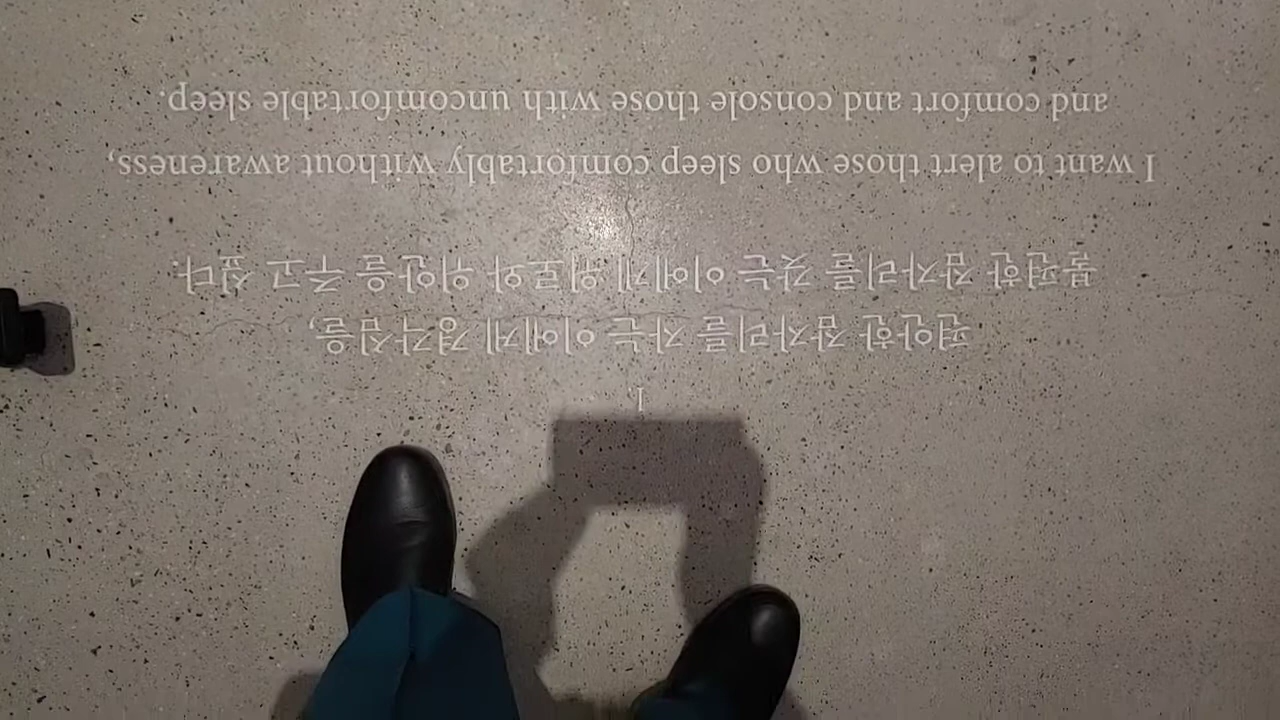 1.
편안한 잠자리를 자는 이에게 경각심을,
불편한 잠자리를 갖는 이에게 위로와 위안을 주고 싶다.
I want to alert those who sleep comfortably without awareness,
and comfort and console those with uncomfortable sleep.